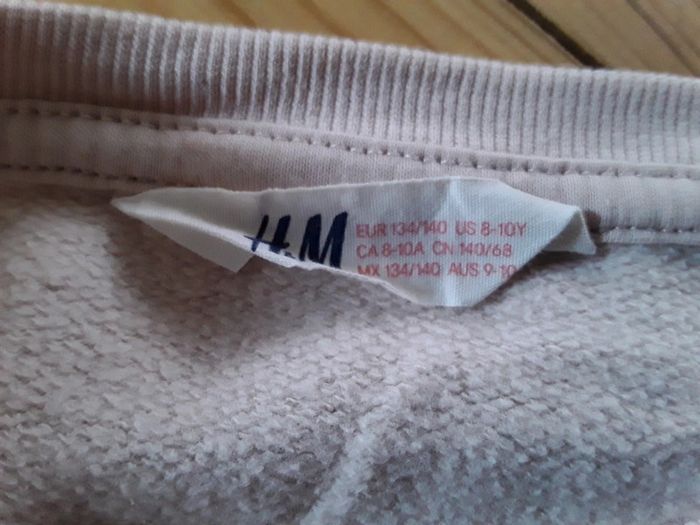 H.M
EUR 134/140 US 8-10Y
CA 8-10A CN 140/68
MX 134/140 AUS 9-10